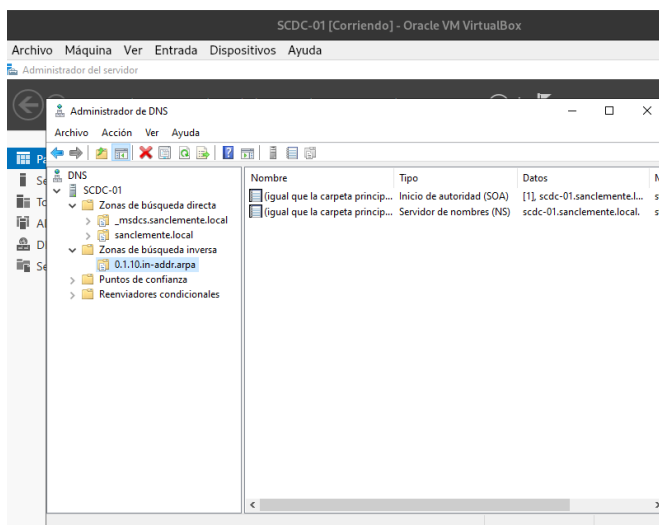 SCDC-01 [Corriendo] - Oracle VM VirtualBox
Archivo Máquina Ver Entrada Dispositivos Ayuda
Administrador del servidor
Administrador de DNS
Archivo Acción Ver Ayuda
DNS
SCDC-01
Zonas de búsqueda directa
_msdcs.sanclemente.local
sanclemente.local
Zonas de búsqueda inversa
0.1.10.in-addr.arpa
Puntos de confianza
Reenviadores condicionales
Nombre Tipo Datos
(igual que la carpeta princip... Inicio de autoridad (SOA) [1], scdc-01.sanclemente.l...
(igual que la carpeta princip... Servidor de nombres (NS) scdc-01.sanclemente.local.